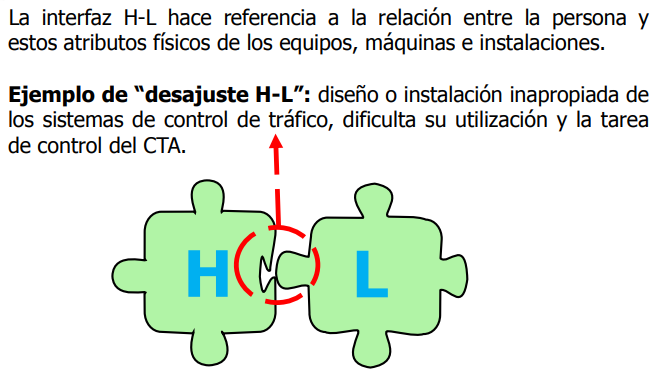 La interfaz H-L hace referencia a la relación entre la persona y
estos atributos físicos de los equipos, máquinas e instalaciones.
Ejemplo de “desajuste H-L”: diseño o instalación inapropiada de
los sistemas de control de tráfico, dificulta su utilización y la tarea
de control del CTA.
H L